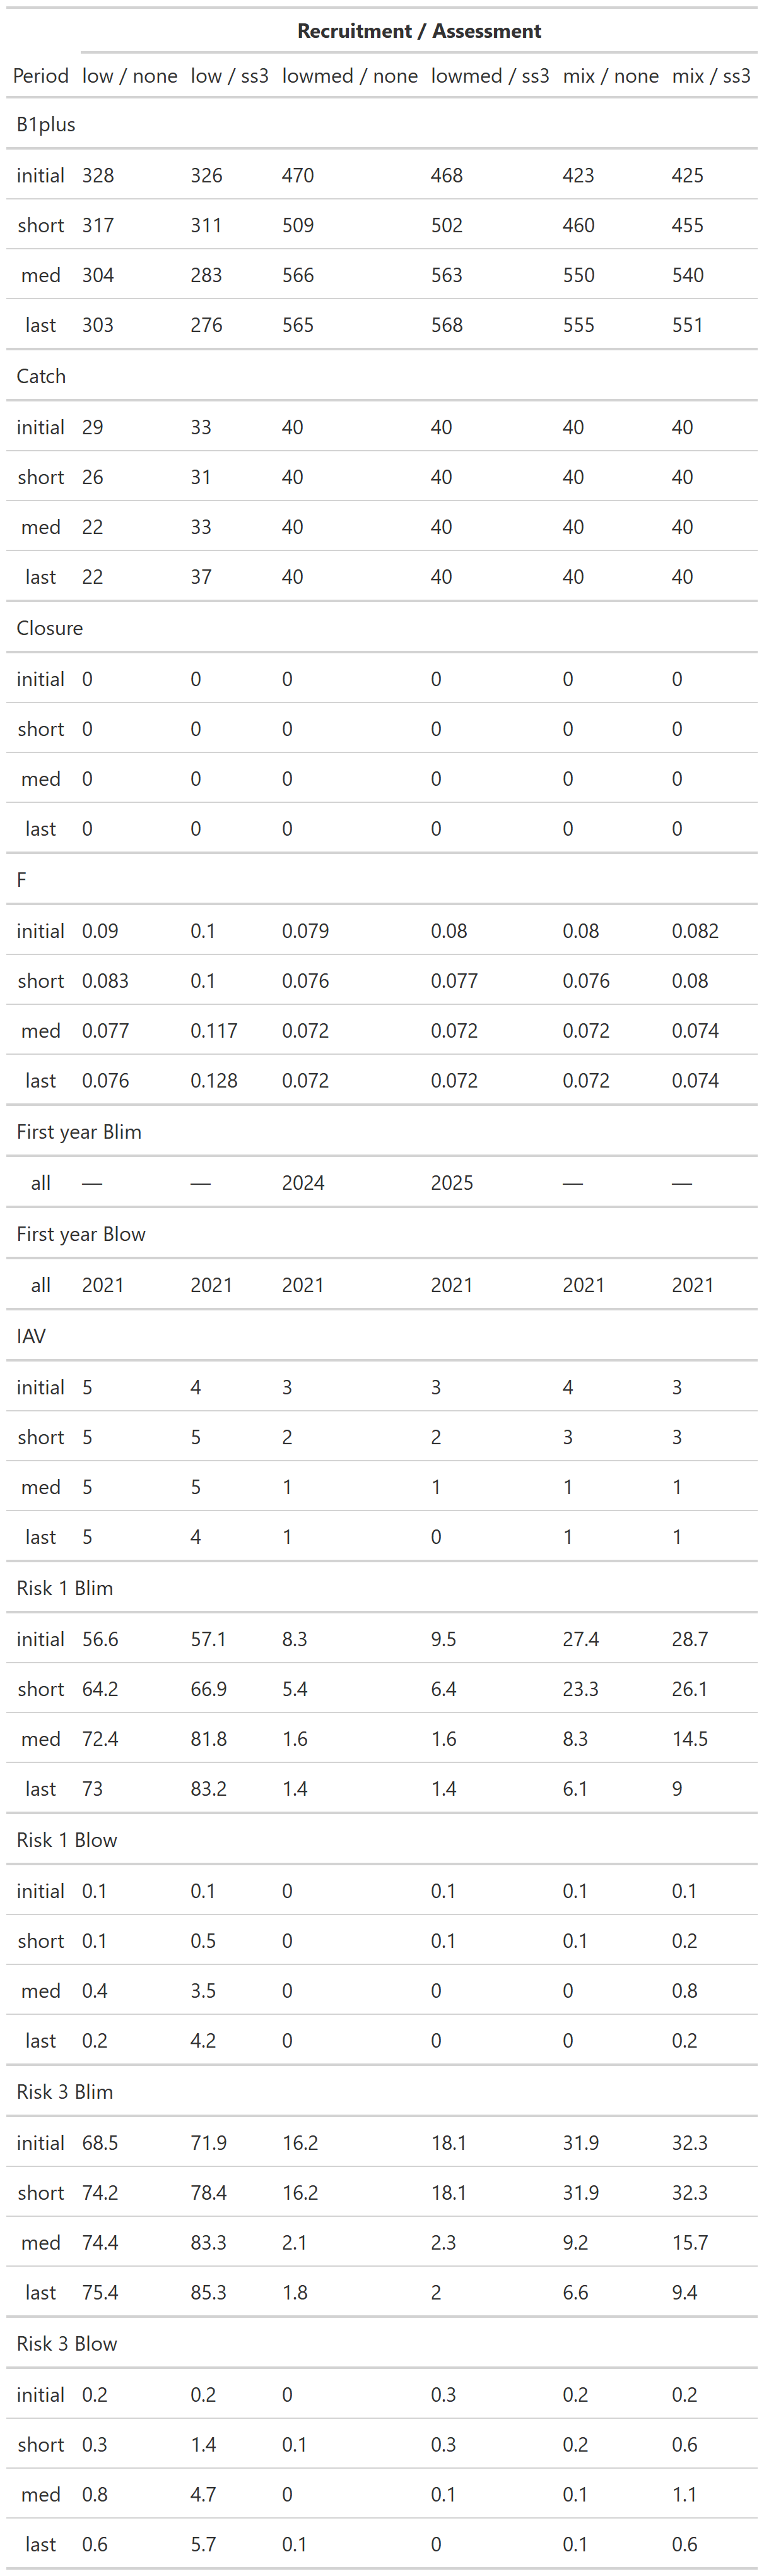 Recruitment / Assessment
Period low / none low / ss3 lowmed / none lowmed / ss3 mix / none mix / ss3
B1plus
initial 328 326 470 468 423 425
short 317 311 509 502 460 455
med 304 283 566 563 550 540
last 303 276 565 568 555 551
Catch
initial 29 33 40 40 40 40
short 26 31 40 40 40 40
med 22 33 40 40 40 40
last 22 37 40 40 40 40
Closure
initial 0 0 0 0 0 0
short 0 0 0 0 0 0
med 0 0 0 0 0 0
last 0 0 0 0 0 0
F
initial 0.09 0.1 0.079 0.08 0.08 0.082
short 0.083 0.1 0.076 0.077 0.076 0.08
med 0.077 0.117 0.072 0.072 0.072 0.074
last 0.076 0.128 0.072 0.072 0.072 0.074
First year Blim
all — — 2024 2025 — —
First year Blow
all 2021 2021 2021 2021 2021 2021
IAV
initial 5 4 3 3 4 3
short 5 5 2 2 3 3
med 5 5 1 1 1 1
last 5 4 1 0 1 1
Risk 1 Blim
initial 56.6 57.1 8.3 9.5 27.4 28.7
short 64.2 66.9 5.4 6.4 23.3 26.1
med 72.4 81.8 1.6 1.6 8.3 14.5
last 73 83.2 1.4 1.4 6.1 9
Risk 1 Blow
initial 0.1 0.1 0 0.1 0.1 0.1
short 0.1 0.5 0 0.1 0.1 0.2
med 0.4 3.5 0 0 0 0.8
last 0.2 4.2 0 0 0 0.2
Risk 3 Blim
initial 68.5 71.9 16.2 18.1 31.9 32.3
short 74.2 78.4 16.2 18.1 31.9 32.3
med 74.4 83.3 2.1 2.3 9.2 15.7
last 75.4 85.3 1.8 2 6.6 9.4
Risk 3 Blow
initial 0.2 0.2 0 0.3 0.2 0.2
short 0.3 1.4 0.1 0.3 0.2 0.6
med 0.8 4.7 0 0.1 0.1 1.1
last 0.6 5.7 0.1 0 0.1 0.6